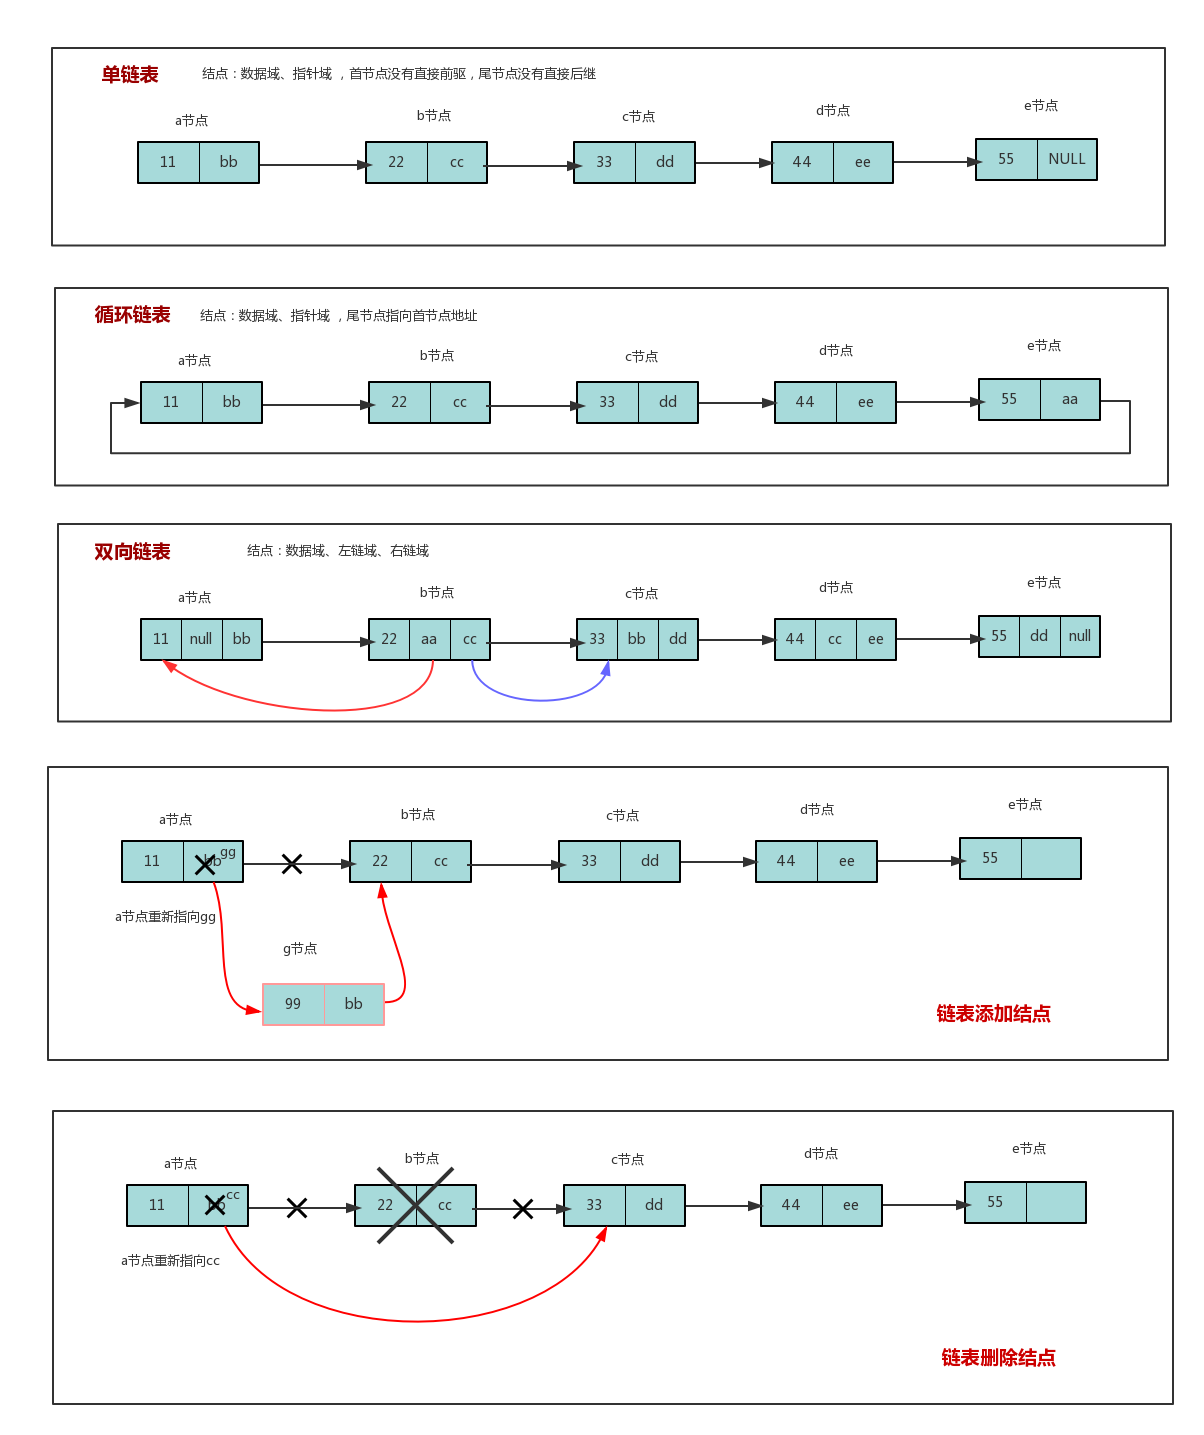 单链表 结点：数据域、指针域 ，首节点没有直接前驱，尾节点没有直接后继
a节点 b节点 c节点 d节点 e节点
11 bb 22 cc 33 dd 44 ee 55 NULL
循环链表 结点：数据域、指针域 ，尾节点指向首节点地址
a节点 b节点 c节点 d节点 e节点
11 bb 22 cc 33 dd 44 ee 55 aa
双向链表 结点：数据域、左链域、右链域
a节点 b节点 c节点 d节点 e节点
11 null bb 22 aa cc 33 bb dd 44 cc ee 55 dd null
a节点 b节点 c节点 d节点 e节点
11 bb gg 22 cc 33 dd 44 ee 55
a节点重新指向gg
g节点
99 bb
链表添加结点
a节点 b节点 c节点 d节点 e节点
11 bb cc 22 cc 33 dd 44 ee 55
a节点重新指向cc
链表删除结点